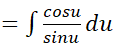 = ∫ cosu/sinu du